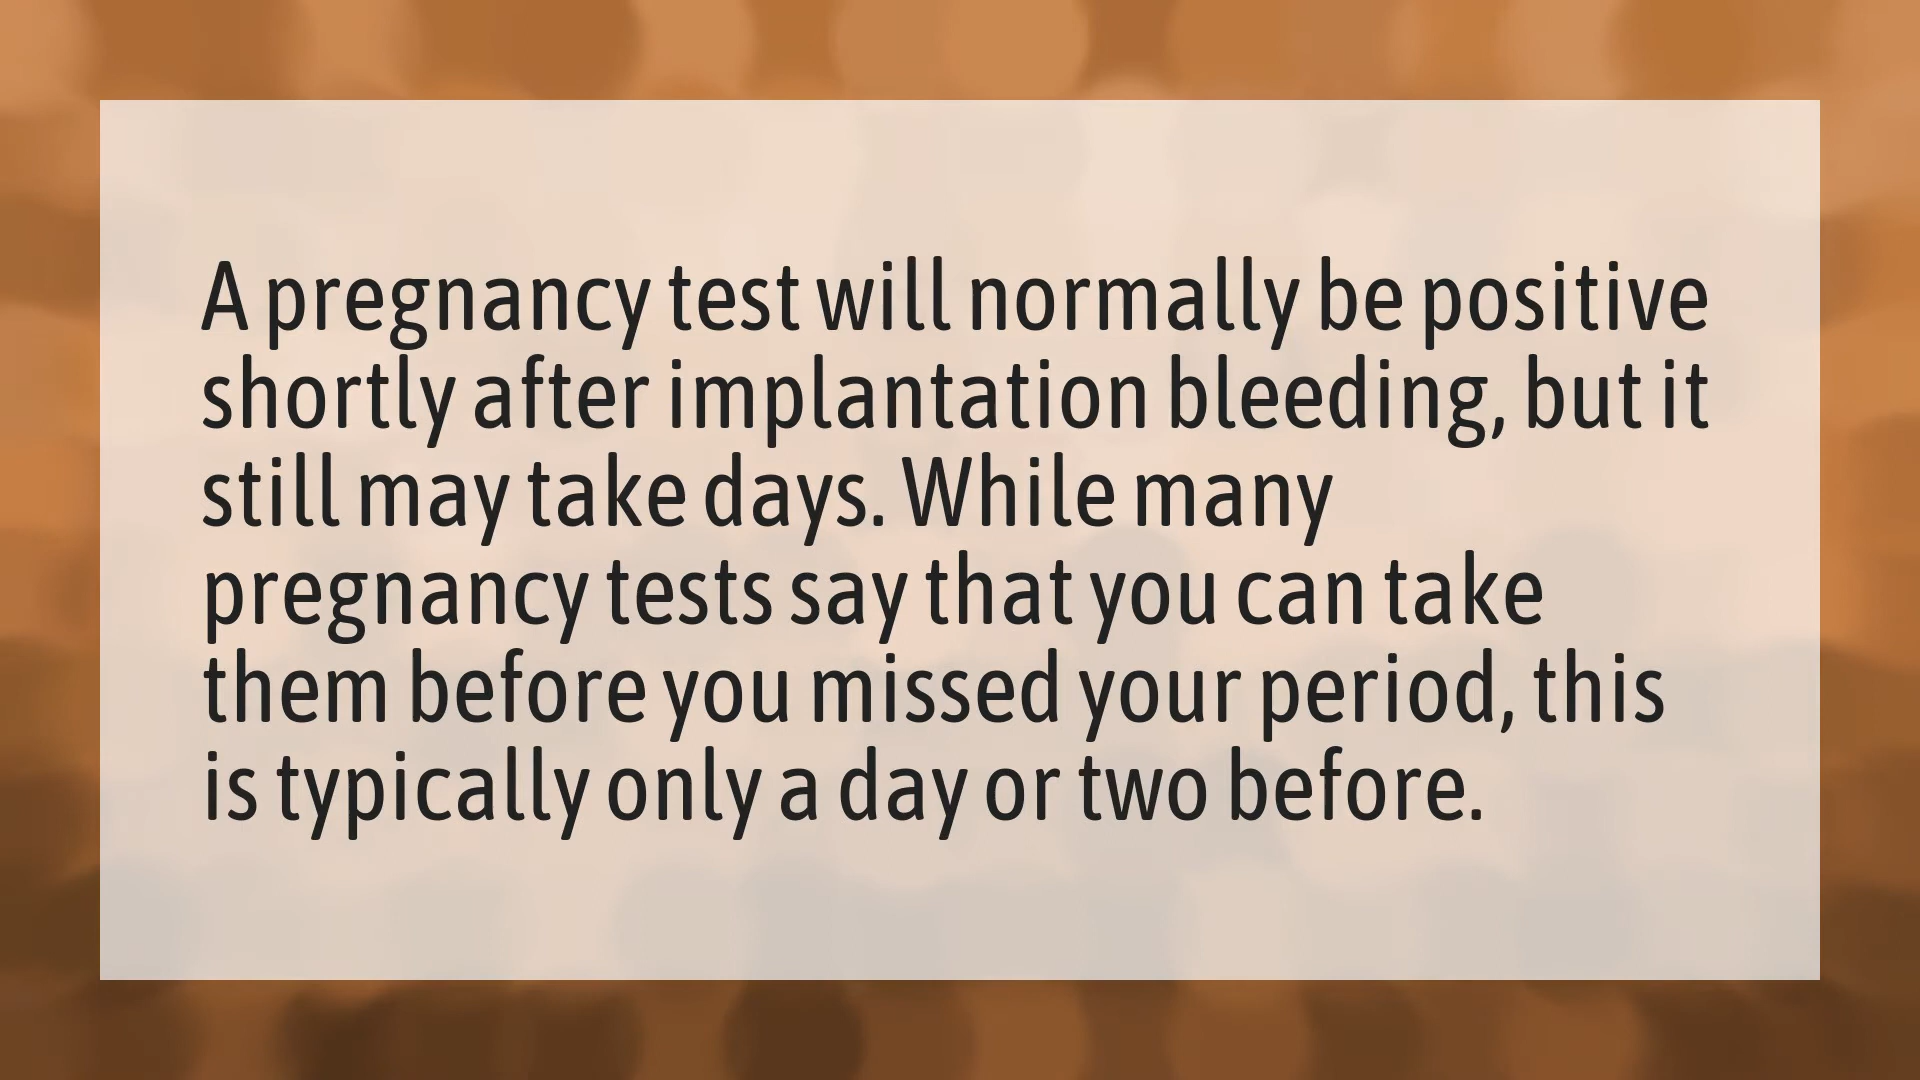 A pregnancy test will normally be positive
shortly after implantation bleeding, but it
still may take days. While many
pregnancy tests say that you can take
them before you missed your period, this
is typically only a day or two before.